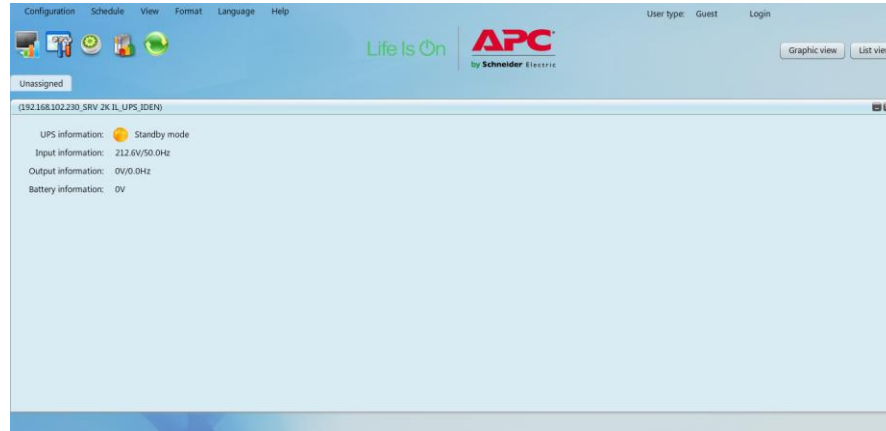 Configuration Schedule View Format Language Help User type: Guest Login
Life Is On APC
by Schneider Electric
Graphic view List vie
Unassigned
(192.168.102.230_SRV 2K IL_UPS_IDEN)
UPS information: Standby mode
Input information: 212.6V/50.0Hz
Output information: 0V/0.0Hz
Battery information: 0V